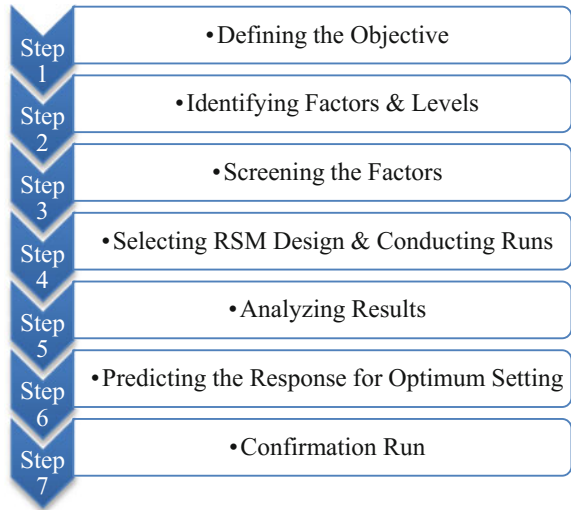 Step
1
•Defining the Objective
Step
2
•Identifying Factors & Levels
Step
3
•Screening the Factors
Step
4
•Selecting RSM Design & Conducting Runs
Step
5
•Analyzing Results
Step
6
•Predicting the Response for Optimum Setting
Step
7
•Confirmation Run